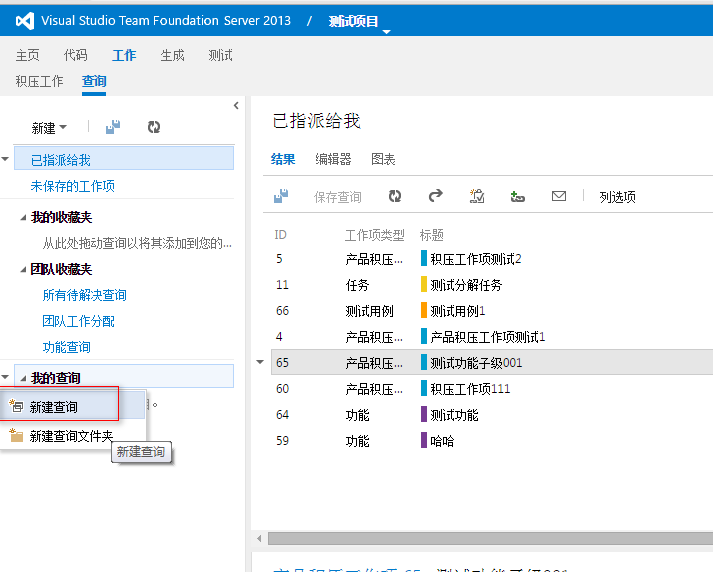 Visual Studio Team Foundation Server 2013 / 测试项目
主页 代码 工作 生成 测试
积压工作 查询
新建
已指派给我
未保存的工作项
我的收藏夹
从此处拖动查询以将其添加到您的...
团队收藏夹
所有待解决查询
团队工作分配
功能查询
我的查询
新建查询
新建查询文件夹
新建查询
已指派给我
结果 编辑器 图表
保存查询 列选项
ID 工作项类型 标题
5 产品积压... 积压工作项测试2
11 任务 测试分解任务
66 测试用例 测试用例1
4 产品积压... 产品积压工作项测试1
65 产品积压... 测试功能子级001
60 产品积压... 积压工作项111
64 功能 测试功能
59 功能 哈哈